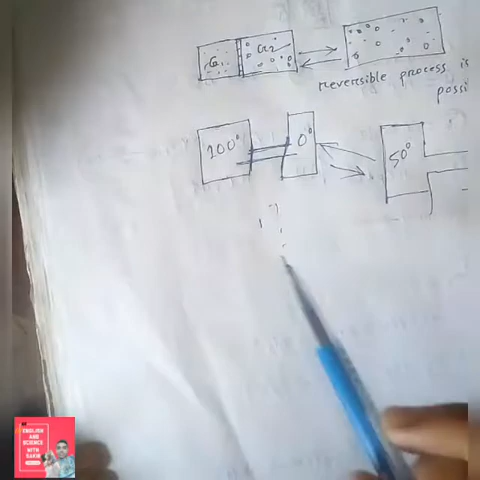 G₁ G₂
reversible process is
possi
100° 0° 50°
ENGLISH
AND
SCIENCE
WITH